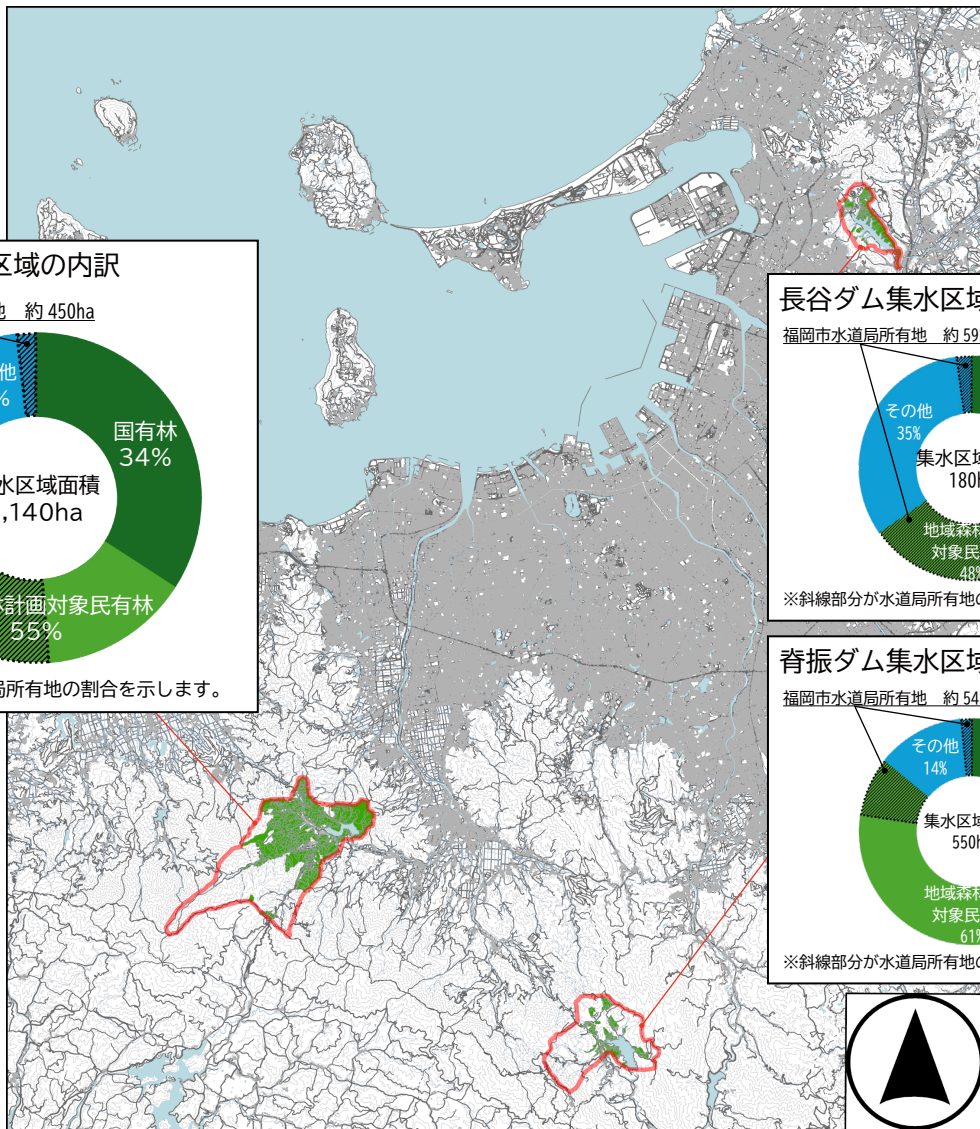 区域の内訳
約 450ha
他
%
国有林
34%
水区域面積
,140ha
計画対象民有林
55%
局所有地の割合を示します。
長谷ダム集水区域
福岡市水道局所有地 約 59
その他
35%
集水区域
180h
地域森林
対象民
48%
※斜線部分が水道局所有地の
脊振ダム集水区域
福岡市水道局所有地 約 54
その他
14%
集水区域
550h
地域森林
対象民
61%
※斜線部分が水道局所有地の